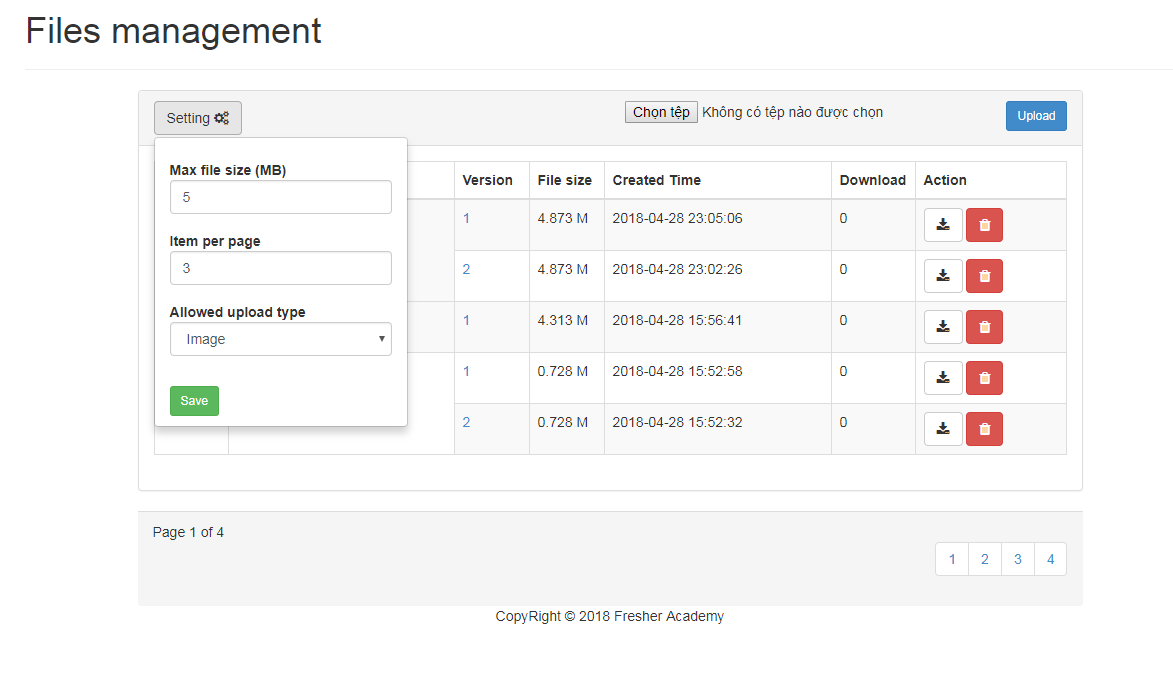 Files management
Setting
Chọn tệp Không có tệp nào được chọn
Upload
Max file size (MB)
5
Item per page
3
Allowed upload type
Image
Save
Version File size Created Time Download Action
1 4.873 M 2018-04-28 23:05:06 0
2 4.873 M 2018-04-28 23:02:26 0
1 4.313 M 2018-04-28 15:56:41 0
1 0.728 M 2018-04-28 15:52:58 0
2 0.728 M 2018-04-28 15:52:32 0
Page 1 of 4
1 2 3 4
CopyRight © 2018 Fresher Academy